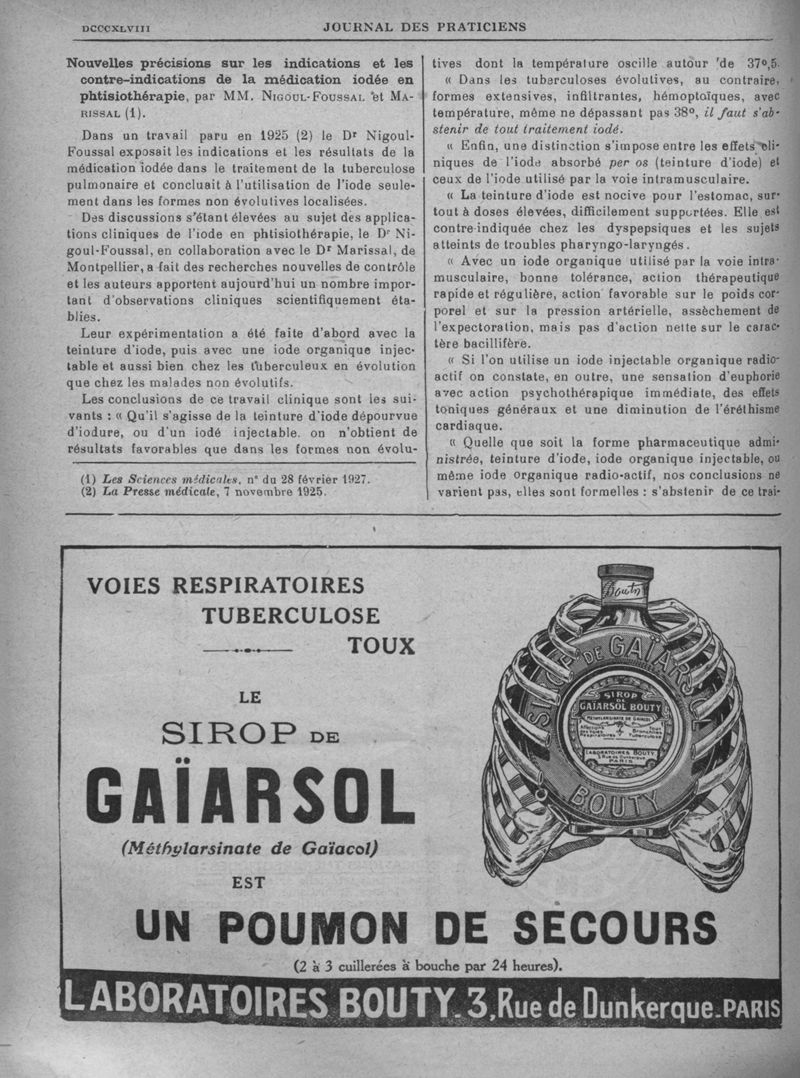 DCCCXLVIII
JOURNAL DES PRATICIENS
Nouvelles précisions sur les indications et les
contre-indications de la médication iodée en
phtisiothérapie, par MM. NIGOUL-FOUSSAL et MA-
RISSAL (1).
Dans un travail paru en 1925 (2) le Dr Nigoul-
Foussal exposait les indications et les résultats de la
médication iodée dans le traitement de la tuberculose
pulmonaire et concluait à l'utilisation de l'iode seule-
ment dans les formes non évolutives localisées.
Des discussions s'étant élevées au sujet des applica-
tions cliniques de l'iode en phtisiothérapie, le Dr Ni-
goul-Foussal, en collaboration avec le Dr Marissal, de
Montpellier, a fait des recherches nouvelles de contrôle
et les auteurs apportent aujourd'hui un nombre impor-
tant d'observations cliniques scientifiquement éta-
blies.
Leur expérimentation a été faite d'abord avec la
teinture d'iode, puis avec une iode organique injec-
table et aussi bien chez les tuberculeux en évolution
que chez les malades non évolutifs.
Les conclusions de ce travail clinique sont les sui-
vants : « Qu'il s'agisse de la teinture d'iode dépourvue
d'iodure, ou d'un iodé injectable. on n'obtient de
résultats favorables que dans les formes non évolu-
(1) Les Sciences médicales, n° du 28 février 1927.
(2) La Presse médicale, 7 novembre 1925.
tives dont la température oscille autour 'de 37°,5.
« Dans les tuberculoses évolutives, au contraire,
formes extensives, infiltrantes, hémoptoïques, avec
température, même ne dépassant pas 38°, il faut s'ab-
stenir de tout traitement iodé.
« Enfin, une distinction s'impose entre les effets cli-
niques de l'iode absorbé per os (teinture d'iode) et
ceux de l'iode utilisé par la voie intramusculaire.
« La teinture d'iode est nocive pour l'estomac, sur-
tout à doses élevées, difficilement supportées. Elle est
contre-indiquée chez les dyspepsiques et les sujets
atteints de troubles pharyngo-laryngés.
« Avec un iode organique utilisé par la voie intra-
musculaire, bonne tolérance, action thérapeutique
rapide et régulière, action favorable sur le poids cor-
porel et sur la pression artérielle, assèchement de
l'expectoration, mais pas d'action nette sur le carac-
tère bacillifère.
« Si l'on utilise un iode injectable organique radio-
actif on constate, en outre, une sensation d'euphorie
avec action psychothérapique immédiate, des effets
toniques généraux et une diminution de l'éréthisme
cardiaque.
« Quelle que soit la forme pharmaceutique admi-
nistrée, teinture d'iode, iode organique injectable, ou
même iode organique radio-actif, nos conclusions ne
varient pas, elles sont formelles : s'abstenir de ce trai-
VOIES RESPIRATOIRES
TUBERCULOSE
TOUX
LE
SIROP DE
GAÏARSOL
(Méthylarsinate de Gaïacol)
EST
UN POUMON DE SECOURS
(2 à 3 cuillerées à bouche par 24 heures).
LABORATOIRES BOUTY_3, Rue de Dunkerque_PARIS
Bouty
SIROP DE GAÏARSOL
BOUTY
SIROP
DE
GAÏARSOL BOUTY
MÉTHYLARSINATE DE GAÏACOL
LABORATOIRES BOUTY
3 Rue de Dunkerque
PARIS